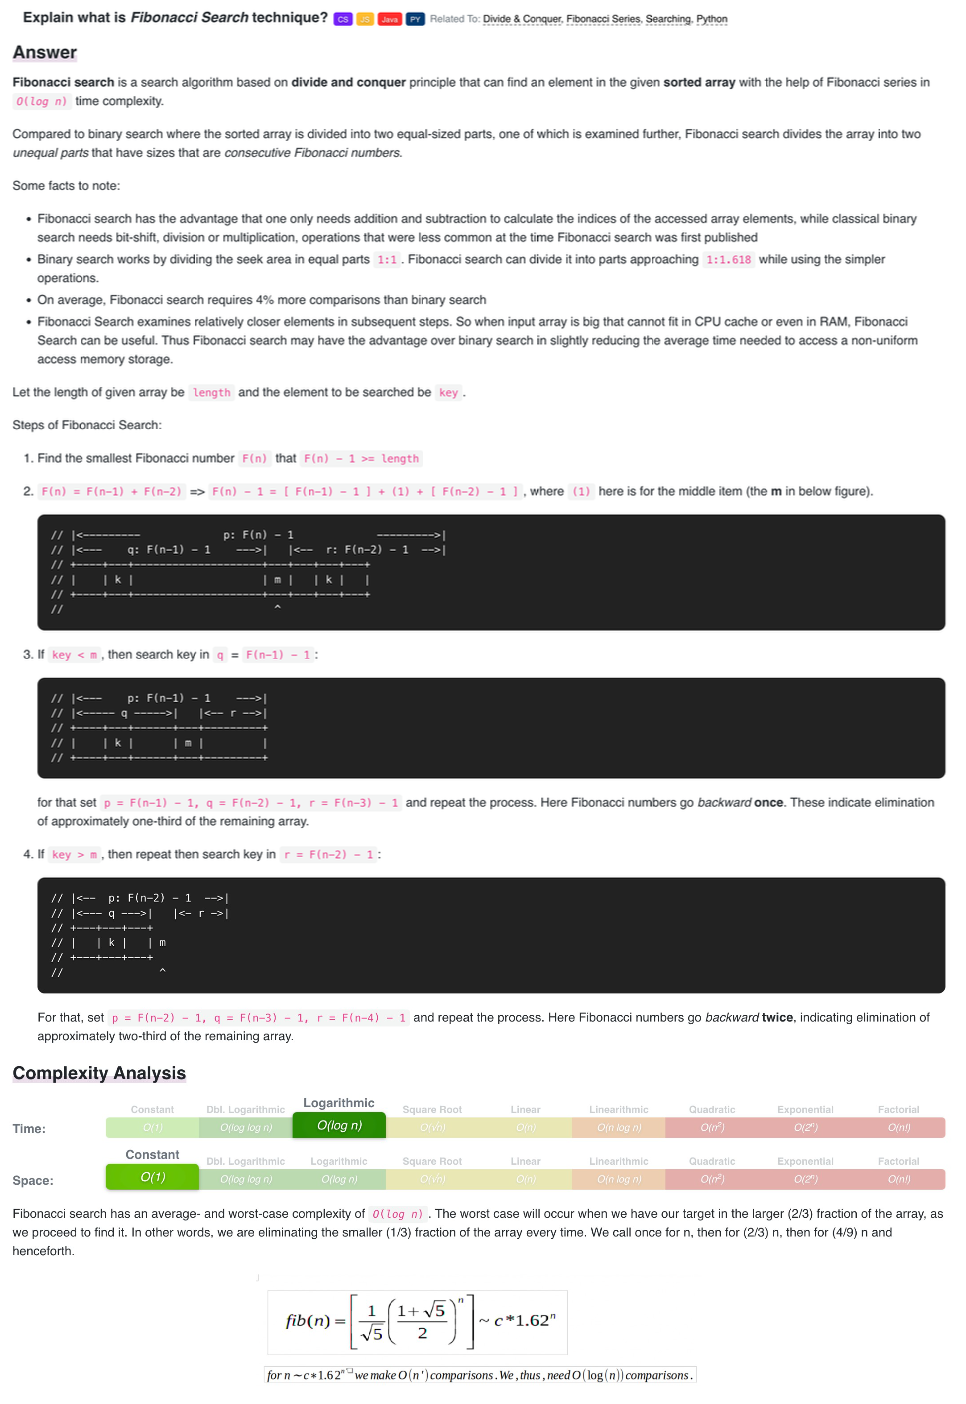 Explain what is Fibonacci Search technique? CS JS Java PY Related To: Divide & Conquer, Fibonacci Series, Searching, Python
Answer
Fibonacci search is a search algorithm based on divide and conquer principle that can find an element in the given sorted array with the help of Fibonacci series in
O(log n) time complexity.
Compared to binary search where the sorted array is divided into two equal-sized parts, one of which is examined further, Fibonacci search divides the array into two
unequal parts that have sizes that are consecutive Fibonacci numbers.
Some facts to note:
• Fibonacci search has the advantage that one only needs addition and subtraction to calculate the indices of the accessed array elements, while classical binary
search needs bit-shift, division or multiplication, operations that were less common at the time Fibonacci search was first published
• Binary search works by dividing the seek area in equal parts 1:1 . Fibonacci search can divide it into parts approaching 1:1.618 while using the simpler
operations.
• On average, Fibonacci search requires 4% more comparisons than binary search
• Fibonacci Search examines relatively closer elements in subsequent steps. So when input array is big that cannot fit in CPU cache or even in RAM, Fibonacci
Search can be useful. Thus Fibonacci search may have the advantage over binary search in slightly reducing the average time needed to access a non-uniform
access memory storage.
Let the length of given array be length and the element to be searched be key .
Steps of Fibonacci Search:
1. Find the smallest Fibonacci number F(n) that F(n) - 1 >= length
2. F(n) = F(n-1) + F(n-2) => F(n) - 1 = [ F(n-1) - 1 ] + (1) + [ F(n-2) - 1 ] , where (1) here is for the middle item (the m in below figure).
// |<--------- p: F(n) - 1 --------->|
// |<--- q: F(n-1) - 1 --->| |<-- r: F(n-2) - 1 -->|
// +----+---+--------------------+---+---+---+---+
// | | k | | m | | k | |
// +----+---+--------------------+---+---+---+---+
// ^
3. If key < m , then search key in q = F(n-1) - 1 :
// |<--- p: F(n-1) - 1 --->|
// |<----- q ----->| |<-- r -->|
// +----+---+------+---+---------+
// | | k | | m | |
// +----+---+------+---+---------+
for that set p = F(n-1) - 1, q = F(n-2) - 1, r = F(n-3) - 1 and repeat the process. Here Fibonacci numbers go backward once. These indicate elimination
of approximately one-third of the remaining array.
4. If key > m , then repeat then search key in r = F(n-2) - 1 :
// |<-- p: F(n-2) - 1 -->|
// |<--- q --->| |<- r ->|
// +---+---+---+
// | | k | | m
// +---+---+---+
// ^
For that, set p = F(n-2) - 1, q = F(n-3) - 1, r = F(n-4) - 1 and repeat the process. Here Fibonacci numbers go backward twice, indicating elimination of
approximately two-third of the remaining array.
Complexity Analysis
Constant Dbl. Logarithmic Logarithmic Square Root Linear Linearithmic Quadratic Exponential Factorial
Time: O(1) O(log log n) O(log n) O(√n) O(n) O(n log n) O(n²) O(2ⁿ) O(n!)
Constant Dbl. Logarithmic Logarithmic Square Root Linear Linearithmic Quadratic Exponential Factorial
Space: O(1) O(log log n) O(log n) O(√n) O(n) O(n log n) O(n²) O(2ⁿ) O(n!)
Fibonacci search has an average- and worst-case complexity of O(log n) . The worst case will occur when we have our target in the larger (2/3) fraction of the array, as
we proceed to find it. In other words, we are eliminating the smaller (1/3) fraction of the array every time. We call once for n, then for (2/3) n, then for (4/9) n and
henceforth.
fib(n) = [ 1/√5 ( (1+√5)/2 )ⁿ ] ~ c*1.62ⁿ
for n ~ c*1.62ⁿ' we make O(n') comparisons. We, thus, need O(log(n)) comparisons.